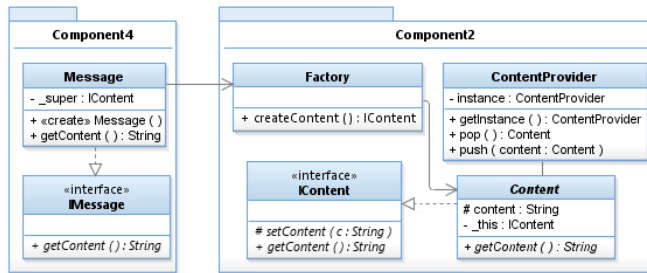 Component4
Message
- _super : IContent
+ «create» Message ( )
+ getContent ( ) : String
«interface»
IMessage
+ getContent ( ) : String
Component2
Factory
+ createContent ( ) : IContent
ContentProvider
- instance : ContentProvider
+ getInstance ( ) : ContentProvider
+ pop ( ) : Content
+ push ( content : Content )
«interface»
IContent
# setContent ( c : String )
+ getContent ( ) : String
Content
# content : String
- _this : IContent
+ getContent ( ) : String